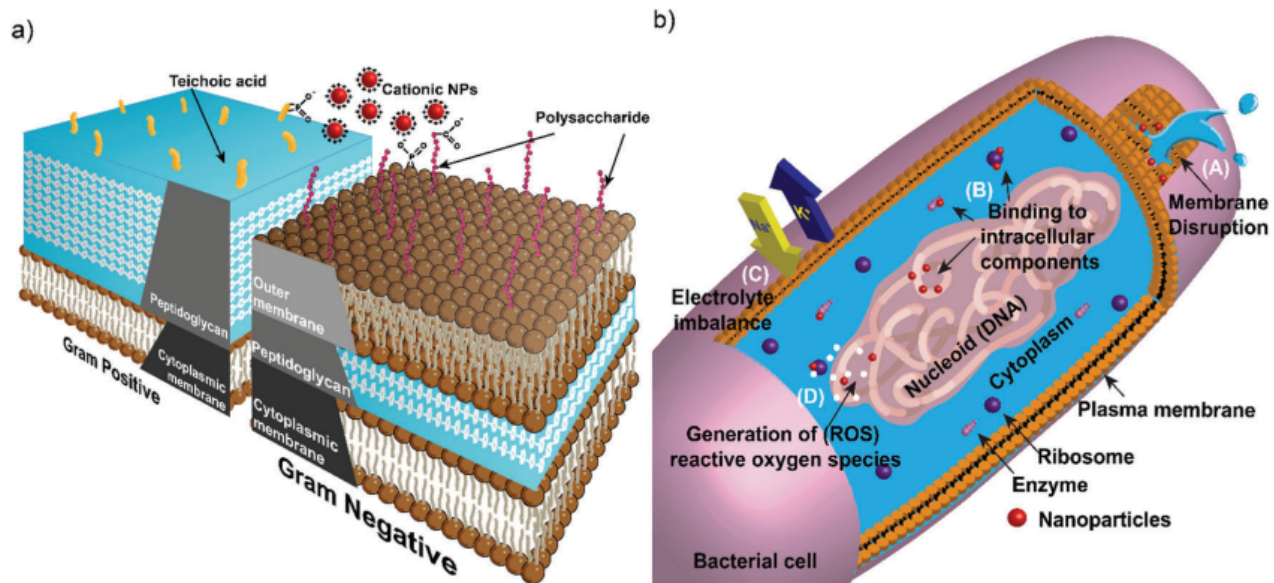 a)
Teichoic acid
Cationic NPs
Polysaccharide
Peptidoglycan
Cytoplasmic
membrane
Gram Positive
Outer
membrane
Peptidoglycan
Cytoplasmic
membrane
Gram Negative
b)
(A)
Membrane
Disruption
(B)
Binding to
intracellular
components
Na⁺
K⁺
(C)
Electrolyte
imbalance
Nucleoid (DNA)
Cytoplasm
(D)
Generation of (ROS)
reactive oxygen species
Plasma membrane
Ribosome
Enzyme
Nanoparticles
Bacterial cell